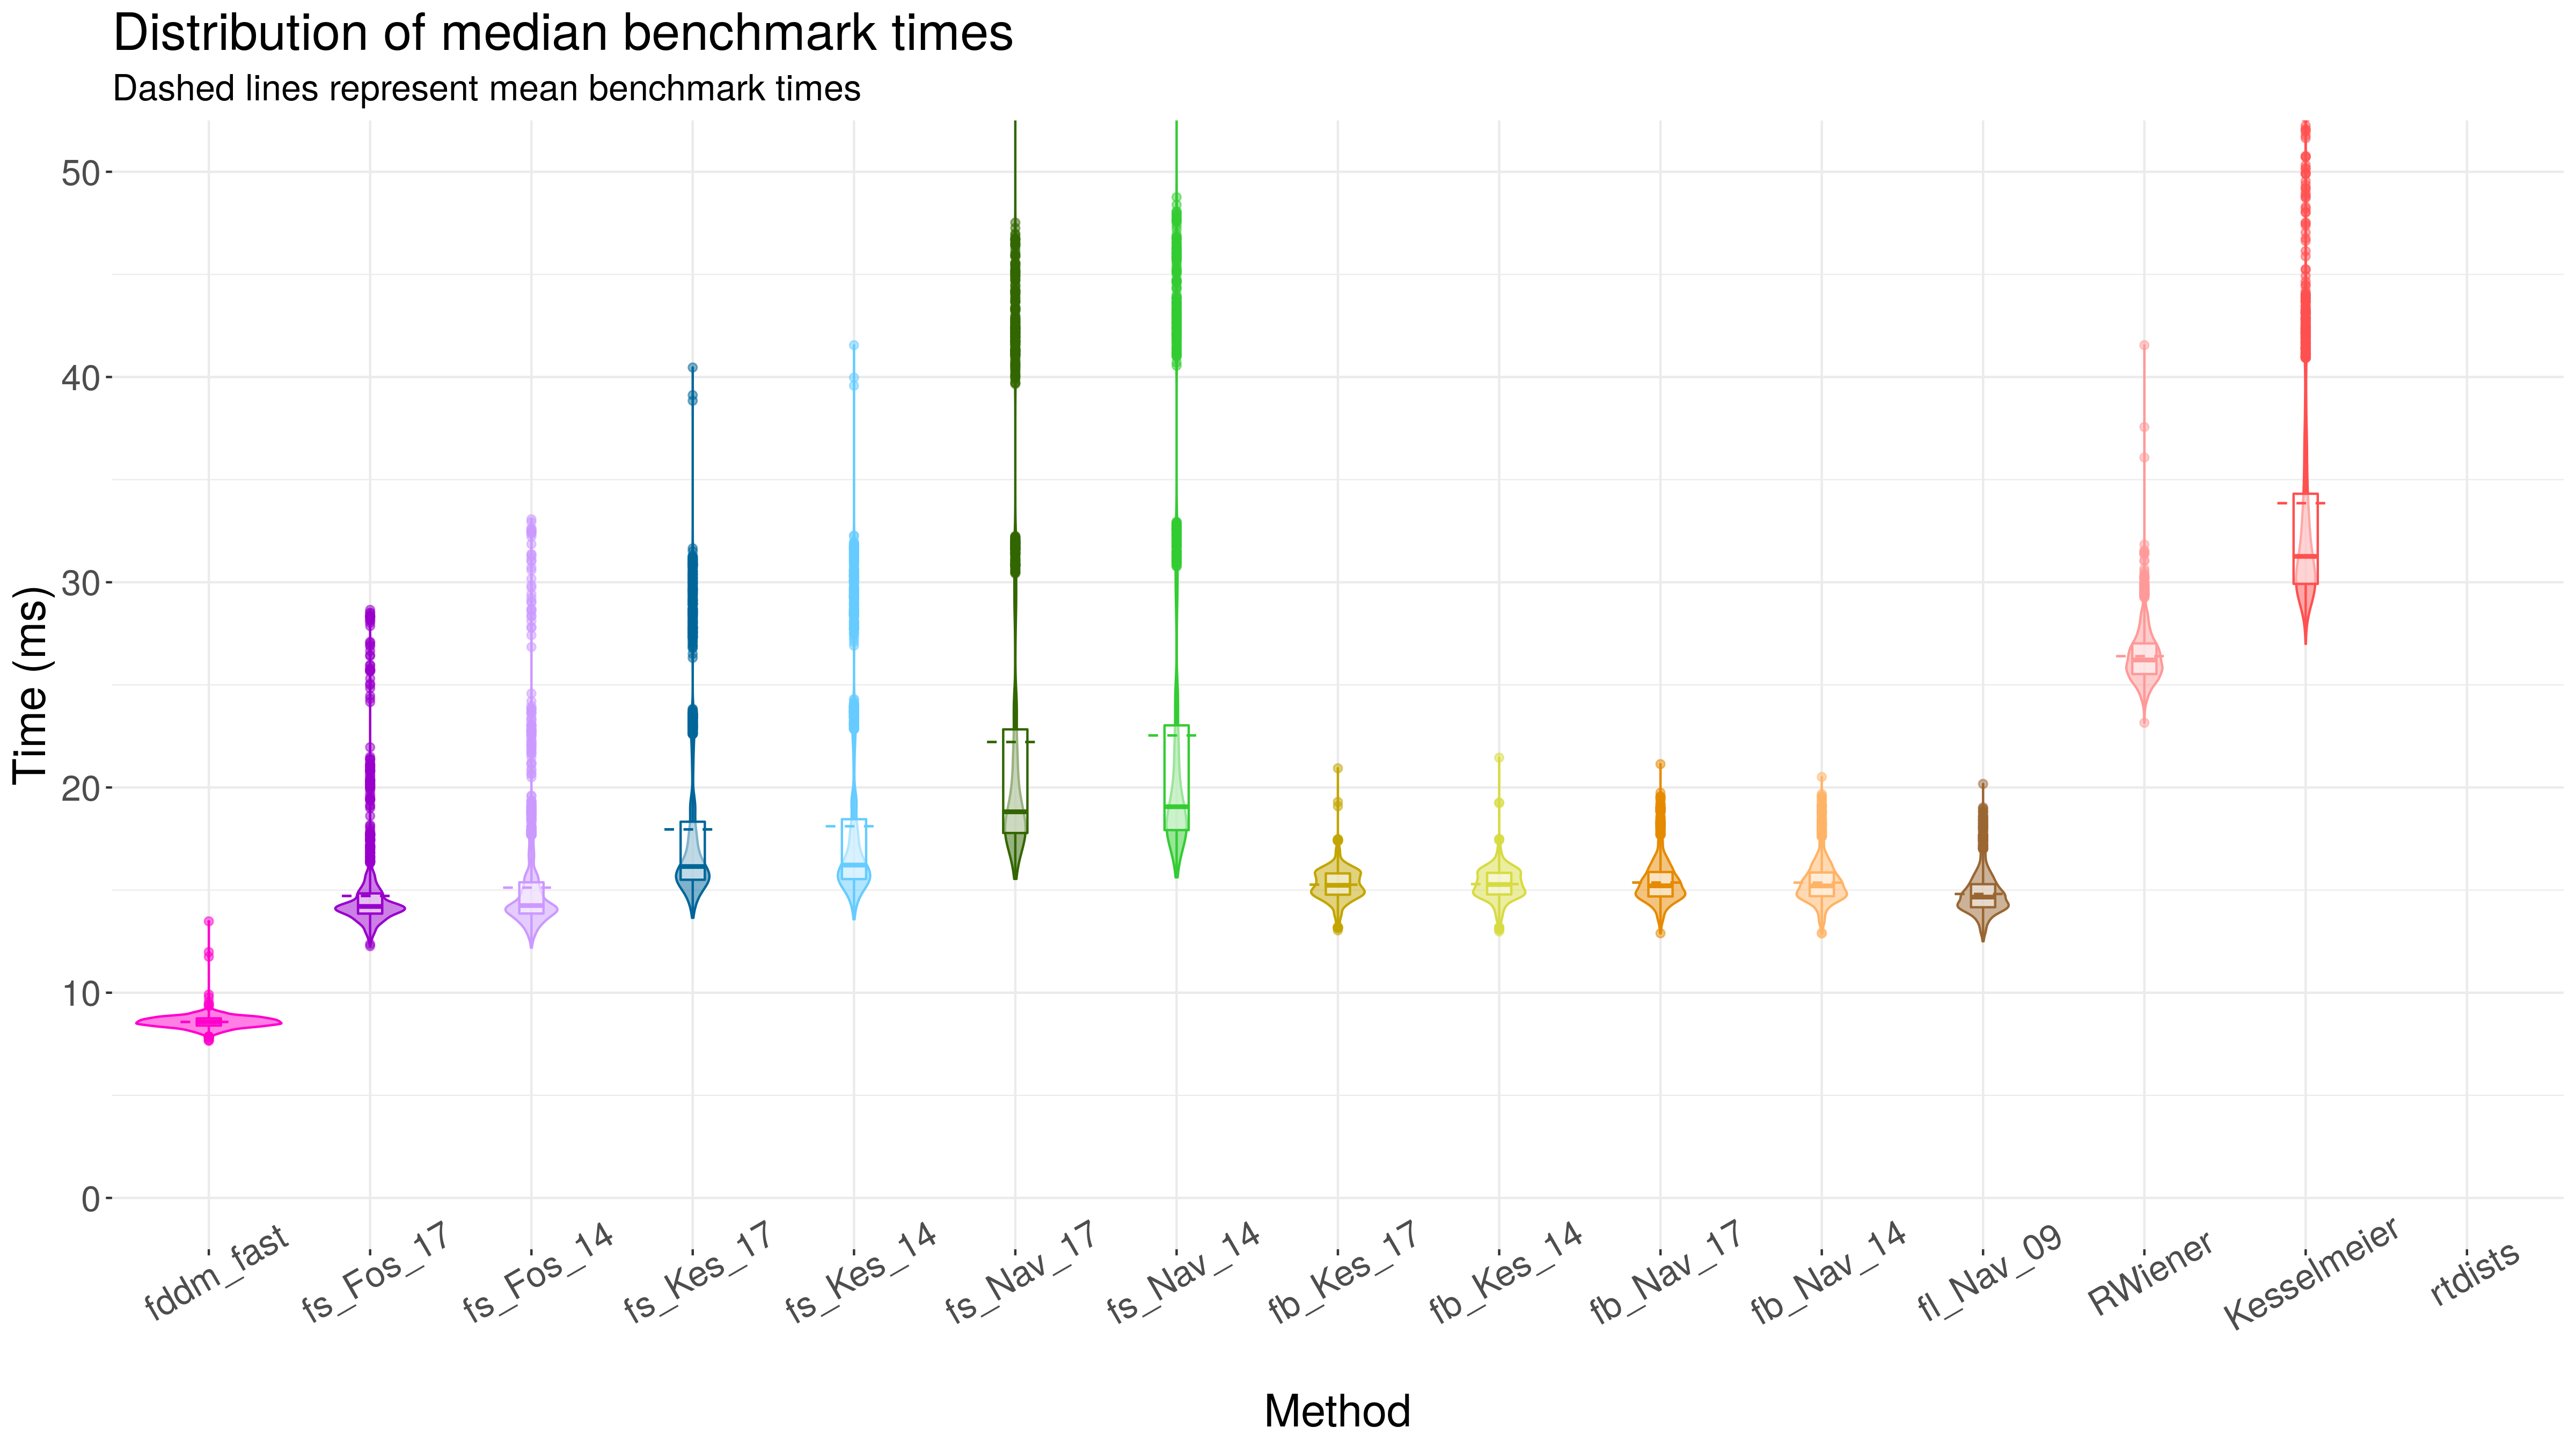 Distribution of median benchmark times
Dashed lines represent mean benchmark times
Time (ms)
50
40
30
20
10
0
fddm_fast
fs_Fos_17
fs_Fos_14
fs_Kes_17
fs_Kes_14
fs_Nav_17
fs_Nav_14
fb_Kes_17
fb_Kes_14
fb_Nav_17
fb_Nav_14
fl_Nav_09
RWiener
Kesselmeier
rtdists
Method